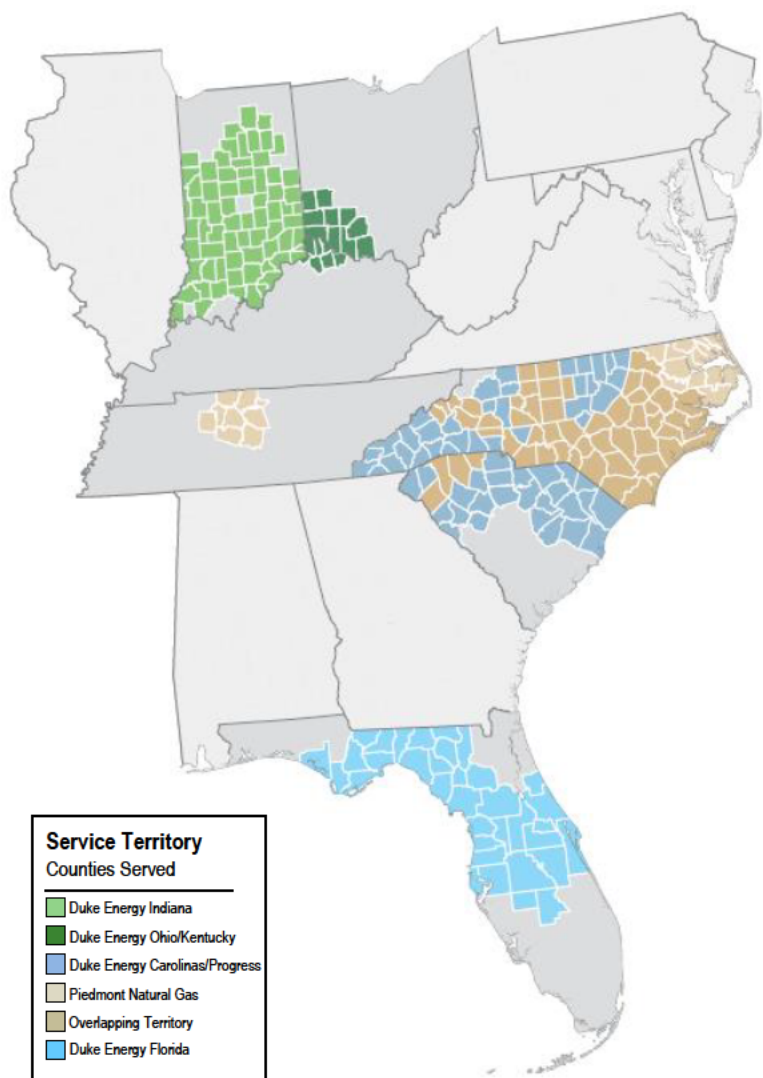 Service Territory
Counties Served
Duke Energy Indiana
Duke Energy Ohio/Kentucky
Duke Energy Carolinas/Progress
Piedmont Natural Gas
Overlapping Territory
Duke Energy Florida